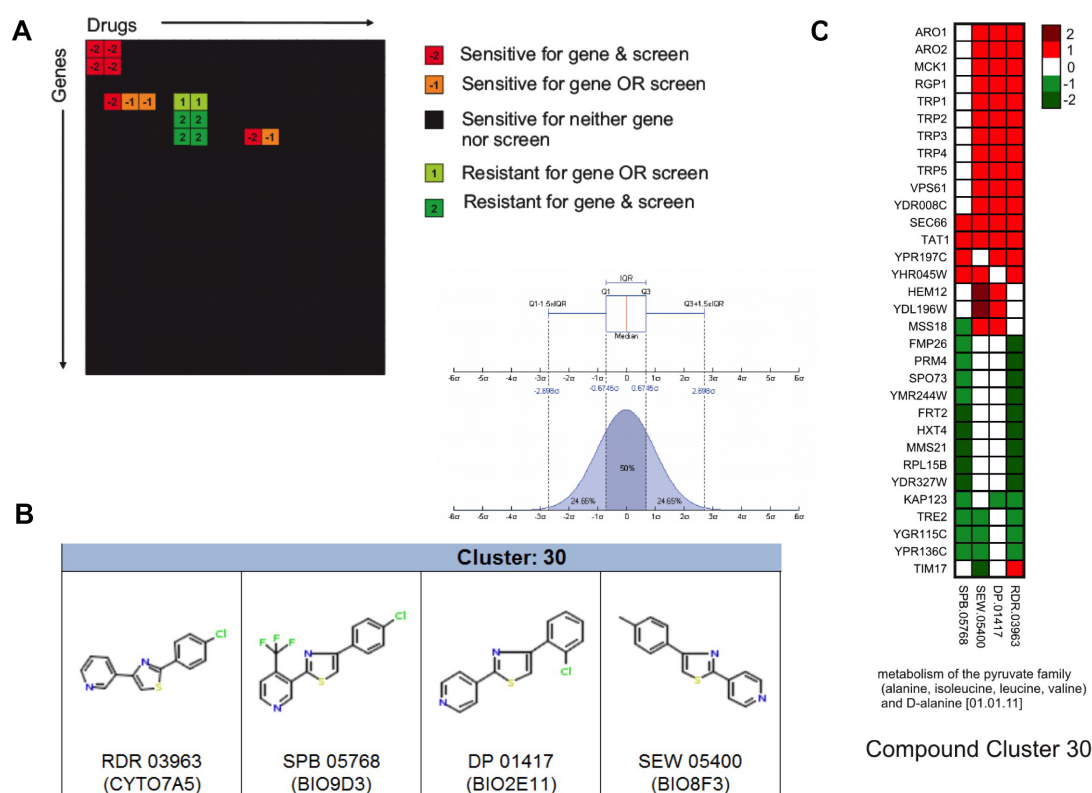 A
Drugs
Genes
-2 -2
-2 -2
-2 -1 -1 1 1
2 2
2 2 -2 -1
-2 Sensitive for gene & screen
-1 Sensitive for gene OR screen
Sensitive for neither gene
nor screen
1 Resistant for gene OR screen
2 Resistant for gene & screen
IQR
Q1 Q3
Q1-1.5xIQR Q3+1.5xIQR
Median
-6σ -5σ -4σ -3σ -2σ -1σ 0 1σ 2σ 3σ 4σ 5σ 6σ
-2.698σ -0.6745σ 0.6745σ 2.698σ
50%
24.65% 24.65%
-6σ -5σ -4σ -3σ -2σ -1σ 0 1σ 2σ 3σ 4σ 5σ 6σ
B
Cluster: 30
N N S Cl
F F F N N S Cl
N N S Cl
N S N
RDR 03963
(CYTO7A5)
SPB 05768
(BIO9D3)
DP 01417
(BIO2E11)
SEW 05400
(BIO8F3)
C
ARO1
ARO2
MCK1
RGP1
TRP1
TRP2
TRP3
TRP4
TRP5
VPS61
YDR008C
SEC66
TAT1
YPR197C
YHR045W
HEM12
YDL196W
MSS18
FMP26
PRM4
SPO73
YMR244W
FRT2
HXT4
MMS21
RPL15B
YDR327W
KAP123
TRE2
YGR115C
YPR136C
TIM17
2
1
0
-1
-2
SPB.05768
SEW.05400
DP.01417
RDR.03963
metabolism of the pyruvate family
(alanine, isoleucine, leucine, valine)
and D-alanine [01.01.11]
Compound Cluster 30